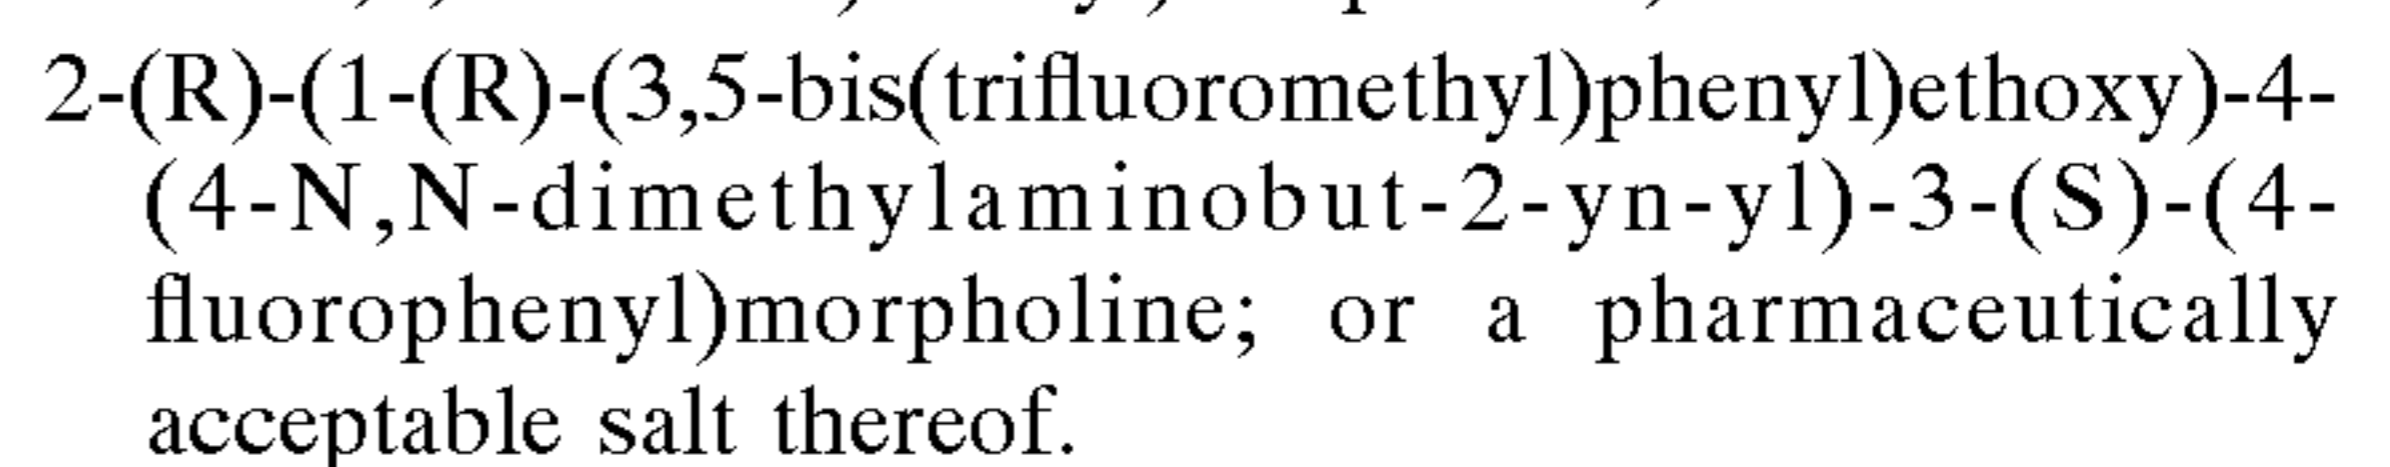 2-(R)-(1-(R)-(3,5-bis(trifluoromethyl)phenyl)ethoxy)-4-
(4-N,N-dimethylaminobut-2-yn-yl)-3-(S)-(4-
fluorophenyl)morpholine; or a pharmaceutically
acceptable salt thereof.